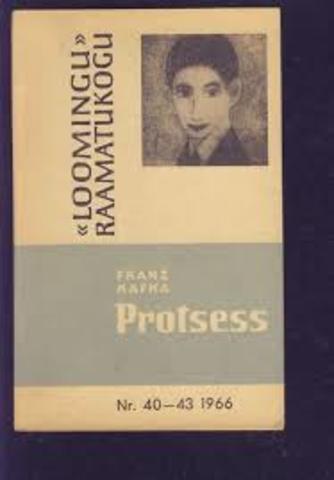 «LOOMINGU»
RAAMATUKOGU
FRANZ
KAFKA
Protsess
Nr. 40—43 1966